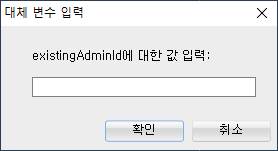 대체 변수 입력
existingAdminId에 대한 값 입력:
확인
취소